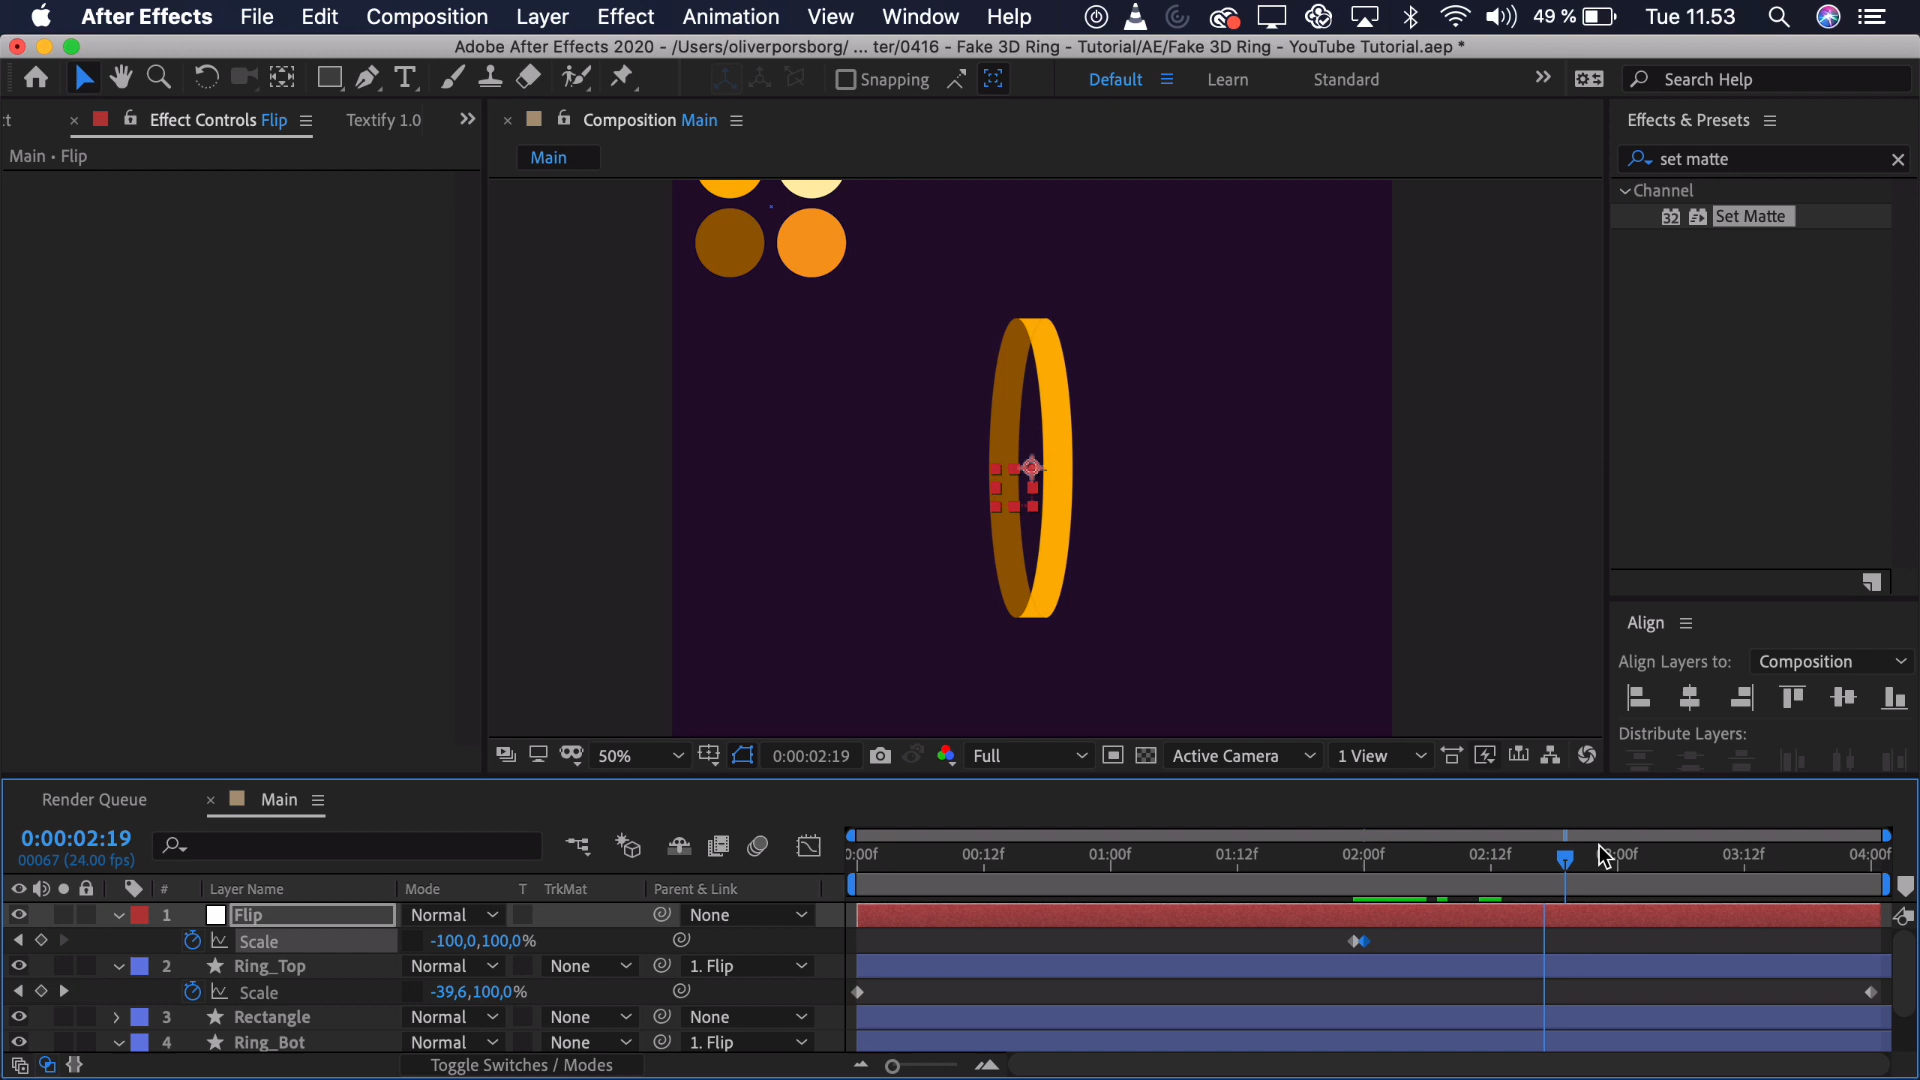 After Effects File Edit Composition Layer Effect Animation View Window Help 49 % Tue 11.53
Adobe After Effects 2020 - /Users/oliverporsborg/ ... ter/0416 - Fake 3D Ring - Tutorial/AE/Fake 3D Ring - YouTube Tutorial.aep *
T Snapping Default Learn Standard Search Help
ct Effect Controls Flip Textify 1.0 Composition Main Effects & Presets
Main • Flip Main set matte
Channel
32 Set Matte
Align
Align Layers to: Composition
Distribute Layers:
50% 0:00:02:19 Full Active Camera 1 View
Render Queue Main
0:00:02:19
00067 (24.00 fps)
0:00f 00:12f 01:00f 01:12f 02:00f 02:12f 03:12f 04:00f
# Layer Name Mode T TrkMat Parent & Link
1 Flip Normal None
Scale -100,0,100,0%
2 Ring_Top Normal None 1. Flip
Scale -39,6,100,0%
3 Rectangle Normal None None
4 Ring_Bot Normal None 1. Flip
Toggle Switches / Modes